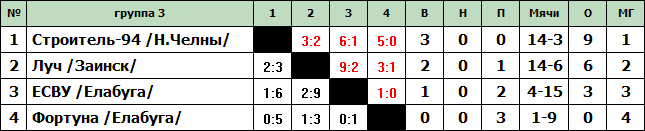 № группа 3 1 2 3 4 В Н П Мячи О МГ
1 Строитель-94 /Н.Челны/ 3:2 6:1 5:0 3 0 0 14-3 9 1
2 Луч /Заинск/ 2:3 9:2 3:1 2 0 1 14-6 6 2
3 ЕСВУ /Елабуга/ 1:6 2:9 1:0 1 0 2 4-15 3 3
4 Фортуна /Елабуга/ 0:5 1:3 0:1 0 0 3 1-9 0 4